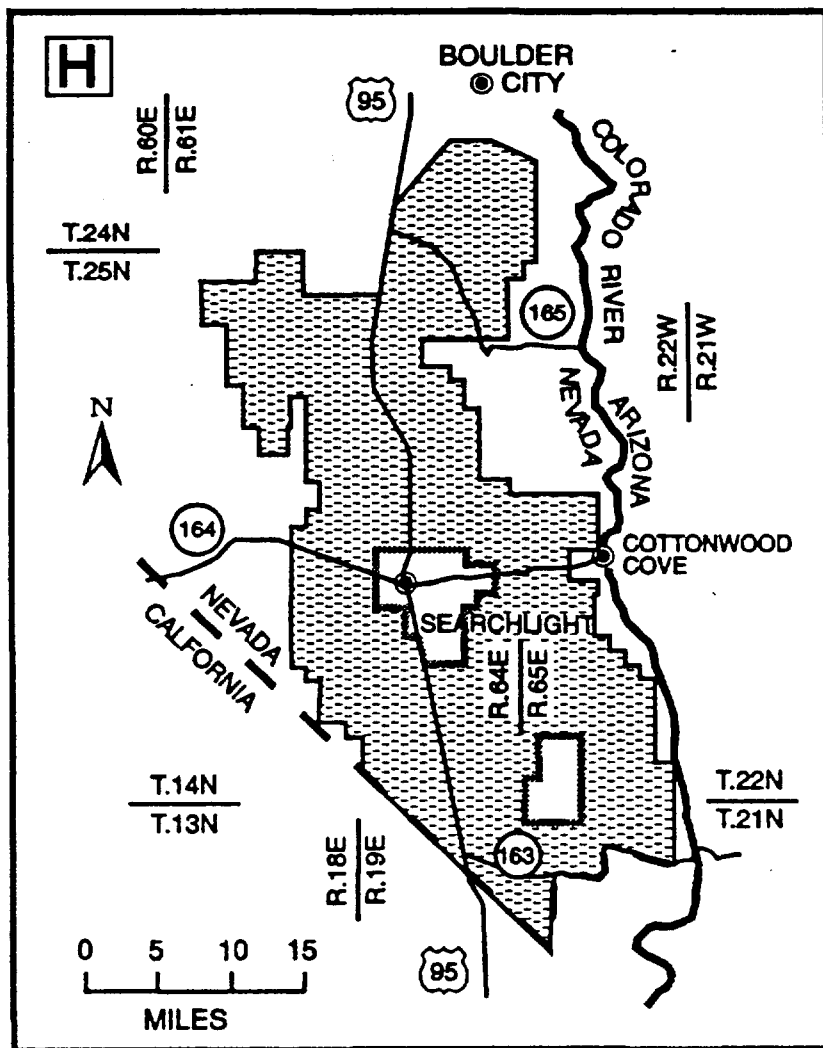 H
BOULDER
CITY
95
R.60E
R.61E
COLORADO RIVER
T.24N
T.25N
165
R.22W
R.21W
NEVADA
ARIZONA
N
164
COTTONWOOD
COVE
NEVADA
CALFORNIA
SEARCHLIGHT
R.64E
R.65E
T.14N
T.13N
T.22N
T.21N
R.18E
R.19E
163
0 5 10 15
MILES
95